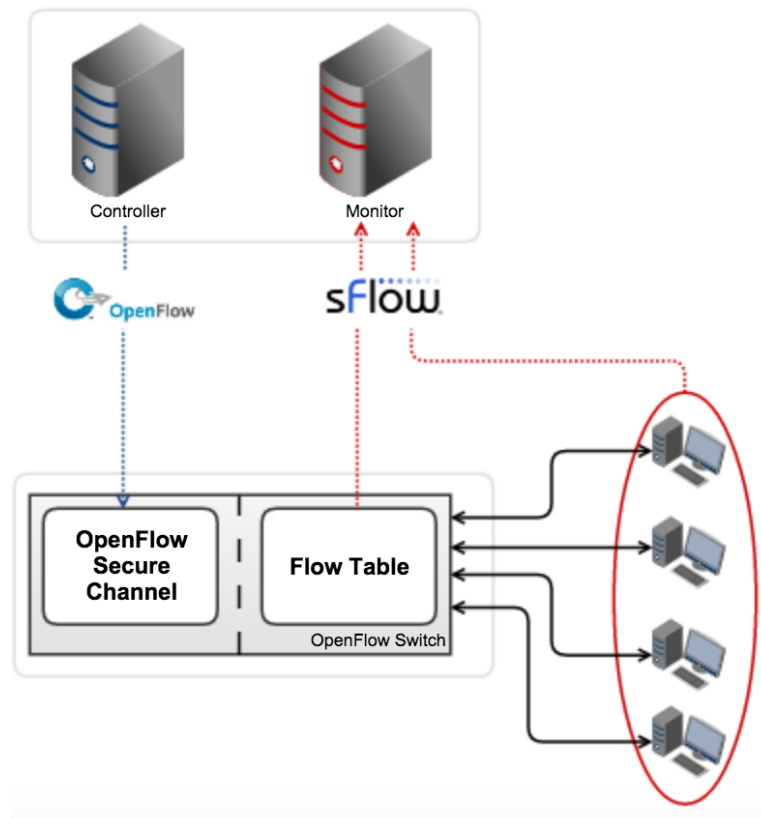 Controller
Monitor
OpenFlow
sFlow
OpenFlow
Secure
Channel
Flow Table
OpenFlow Switch